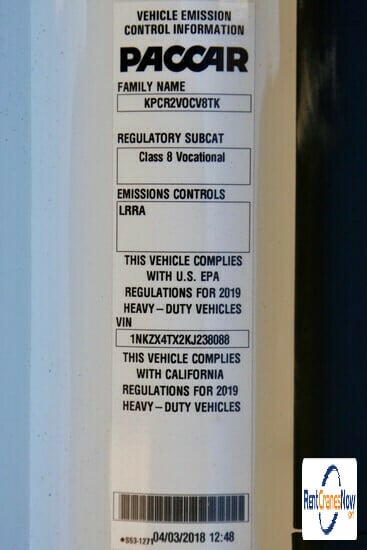 VEHICLE EMISSION
CONTROL INFORMATION
PACCAR
FAMILY NAME
KPCR2VOCV8TK
REGULATORY SUBCAT
Class 8 Vocational
EMISSIONS CONTROLS
LRRA
THIS VEHICLE COMPLIES
WITH U.S. EPA
REGULATIONS FOR 2019
HEAVY-DUTY VEHICLES
VIN
1NKZX4TX2KJ238088
THIS VEHICLE COMPLIES
WITH CALIFORNIA
REGULATIONS FOR 2019
HEAVY-DUTY VEHICLES
*S53-1271 04/03/2018 12:48
RentCranesNow